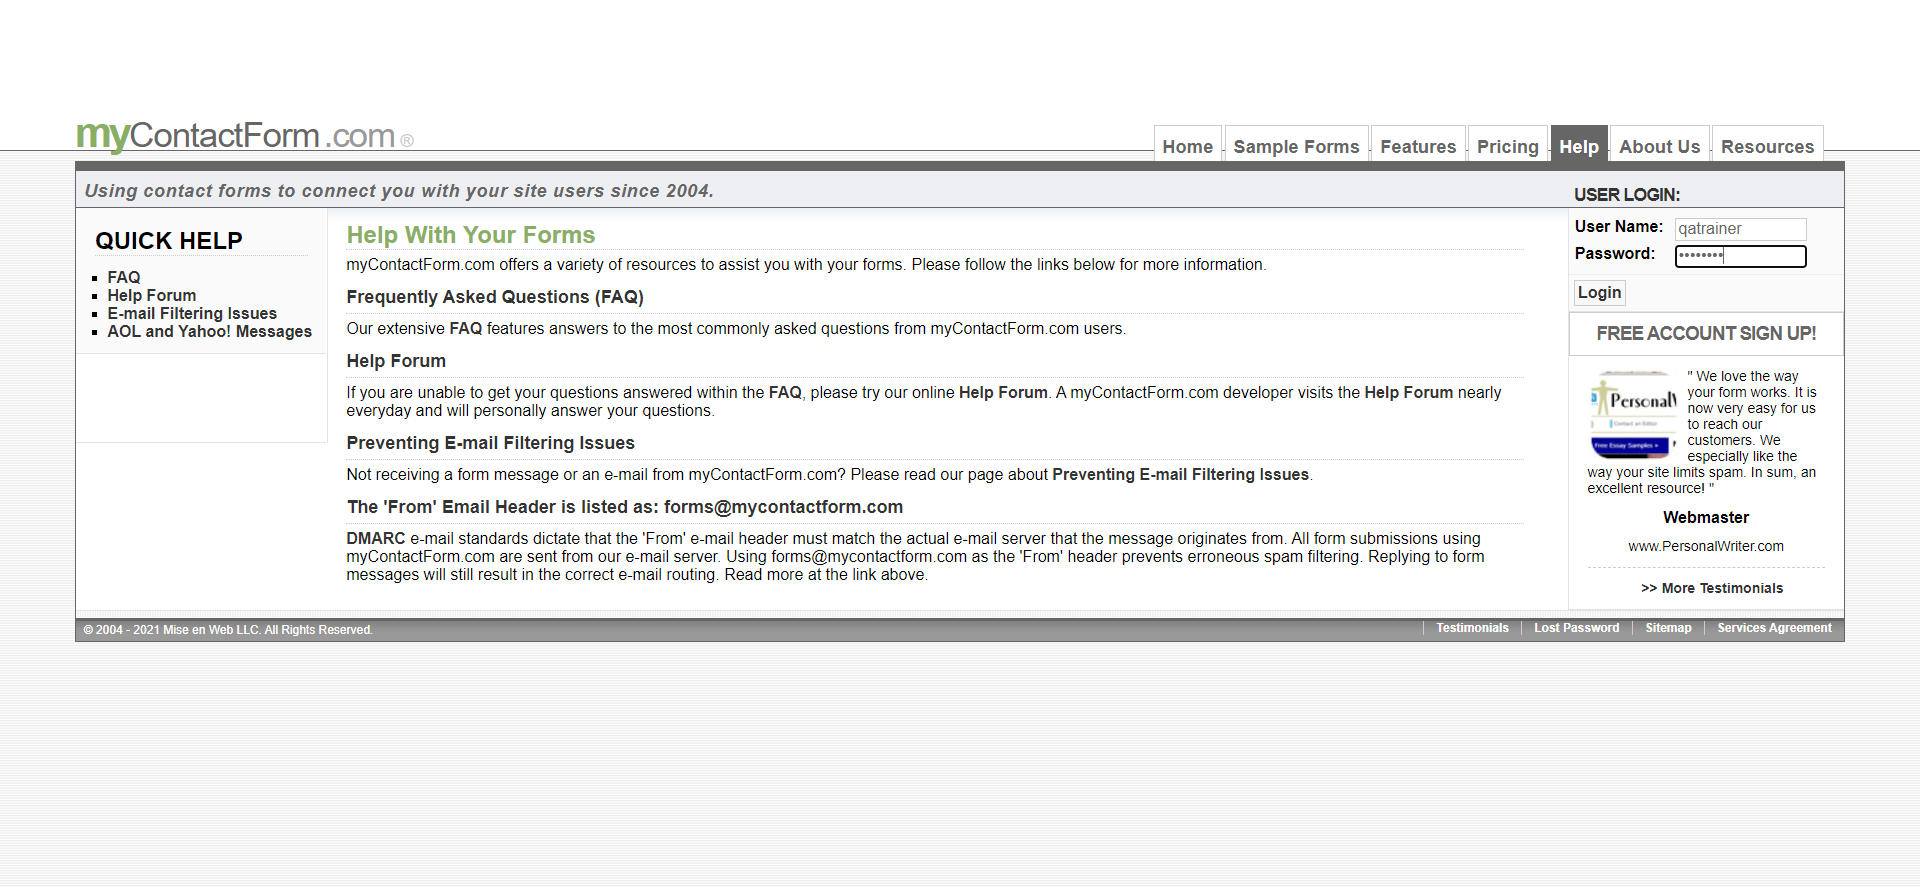 myContactForm.com®
Home
Sample Forms
Features
Pricing
Help
About Us
Resources
Using contact forms to connect you with your site users since 2004.
USER LOGIN:
QUICK HELP
FAQ
Help Forum
E-mail Filtering Issues
AOL and Yahoo! Messages
Help With Your Forms
myContactForm.com offers a variety of resources to assist you with your forms. Please follow the links below for more information.
Frequently Asked Questions (FAQ)
Our extensive FAQ features answers to the most commonly asked questions from myContactForm.com users.
Help Forum
If you are unable to get your questions answered within the FAQ, please try our online Help Forum. A myContactForm.com developer visits the Help Forum nearly
everyday and will personally answer your questions.
Preventing E-mail Filtering Issues
Not receiving a form message or an e-mail from myContactForm.com? Please read our page about Preventing E-mail Filtering Issues.
The 'From' Email Header is listed as: forms@mycontactform.com
DMARC e-mail standards dictate that the 'From' e-mail header must match the actual e-mail server that the message originates from. All form submissions using
myContactForm.com are sent from our e-mail server. Using forms@mycontactform.com as the 'From' header prevents erroneous spam filtering. Replying to form
messages will still result in the correct e-mail routing. Read more at the link above.
User Name: qatrainer
Password: ••••••••
Login
FREE ACCOUNT SIGN UP!
Contact an Editor
Free Essay Samples »
" We love the way
your form works. It is
now very easy for us
to reach our
customers. We
especially like the
way your site limits spam. In sum, an
excellent resource! "
Webmaster
www.PersonalWriter.com
>> More Testimonials
© 2004 - 2021 Mise en Web LLC. All Rights Reserved.
Testimonials
Lost Password
Sitemap
Services Agreement